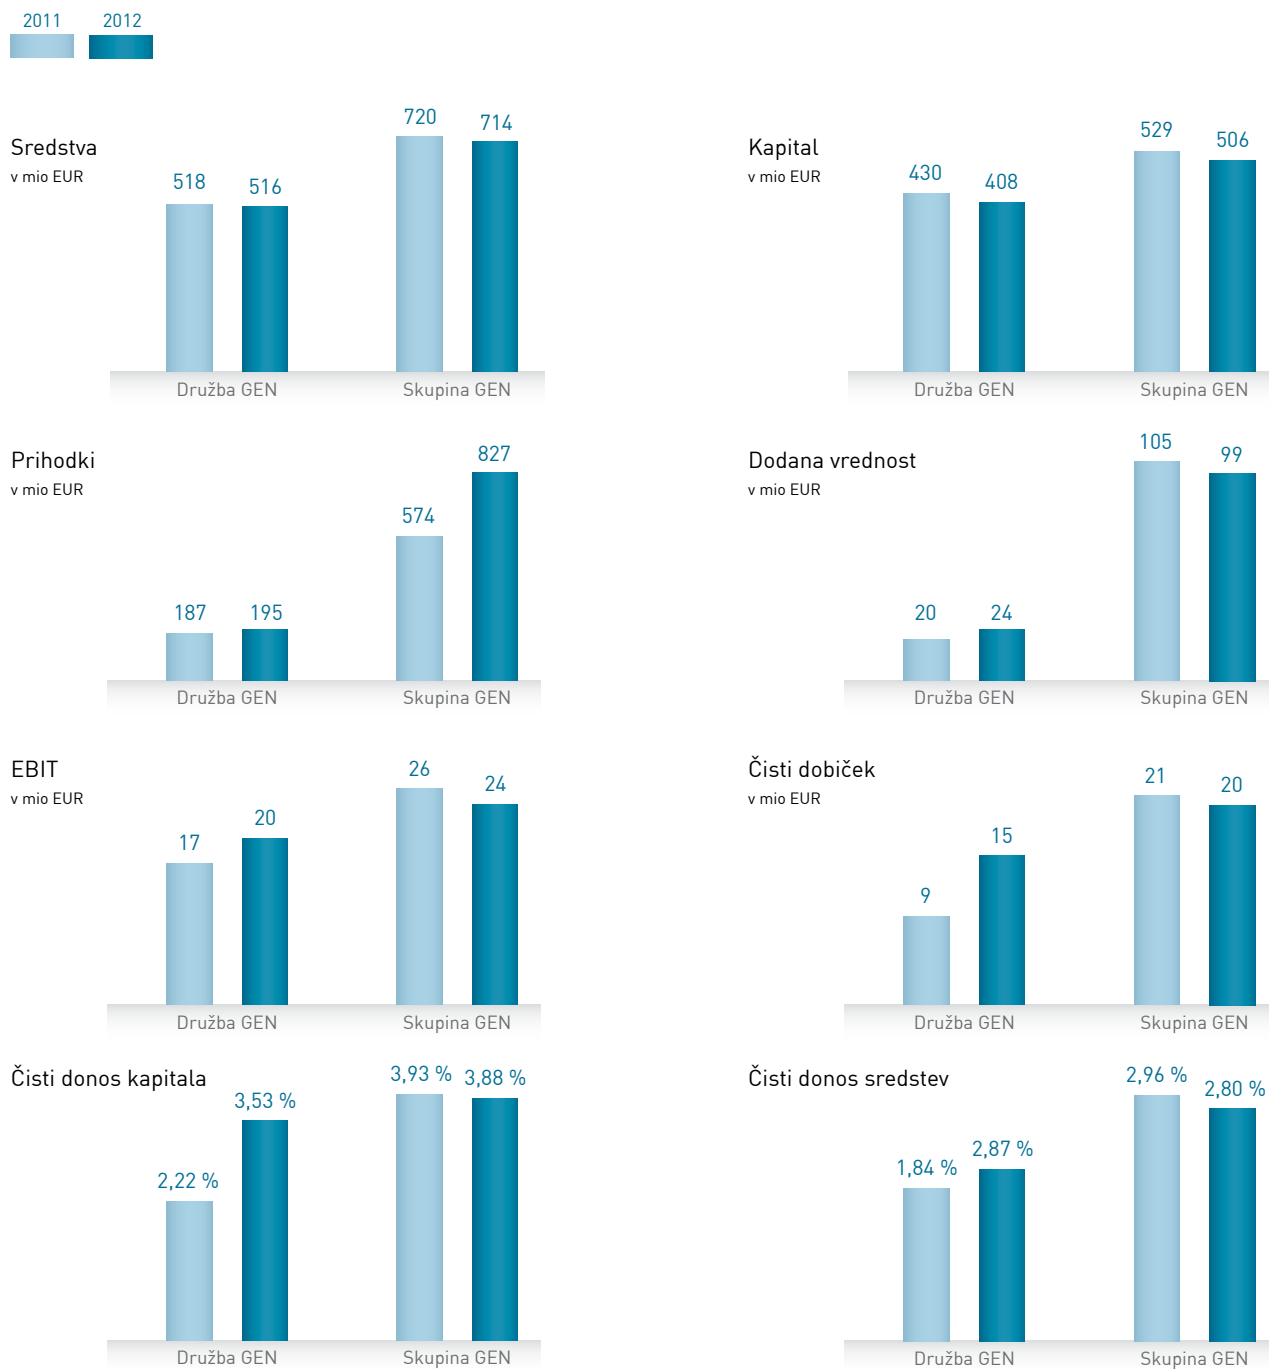 2011 2012
Sredstva
v mio EUR
518 516 720 714
Družba GEN Skupina GEN
Kapital
v mio EUR
430 408 529 506
Družba GEN Skupina GEN
Prihodki
v mio EUR
187 195 574 827
Družba GEN Skupina GEN
Dodana vrednost
v mio EUR
20 24 105 99
Družba GEN Skupina GEN
EBIT
v mio EUR
17 20 26 24
Družba GEN Skupina GEN
Čisti dobiček
v mio EUR
9 15 21 20
Družba GEN Skupina GEN
Čisti donos kapitala
2,22 % 3,53 % 3,93 % 3,88 %
Družba GEN Skupina GEN
Čisti donos sredstev
1,84 % 2,87 % 2,96 % 2,80 %
Družba GEN Skupina GEN